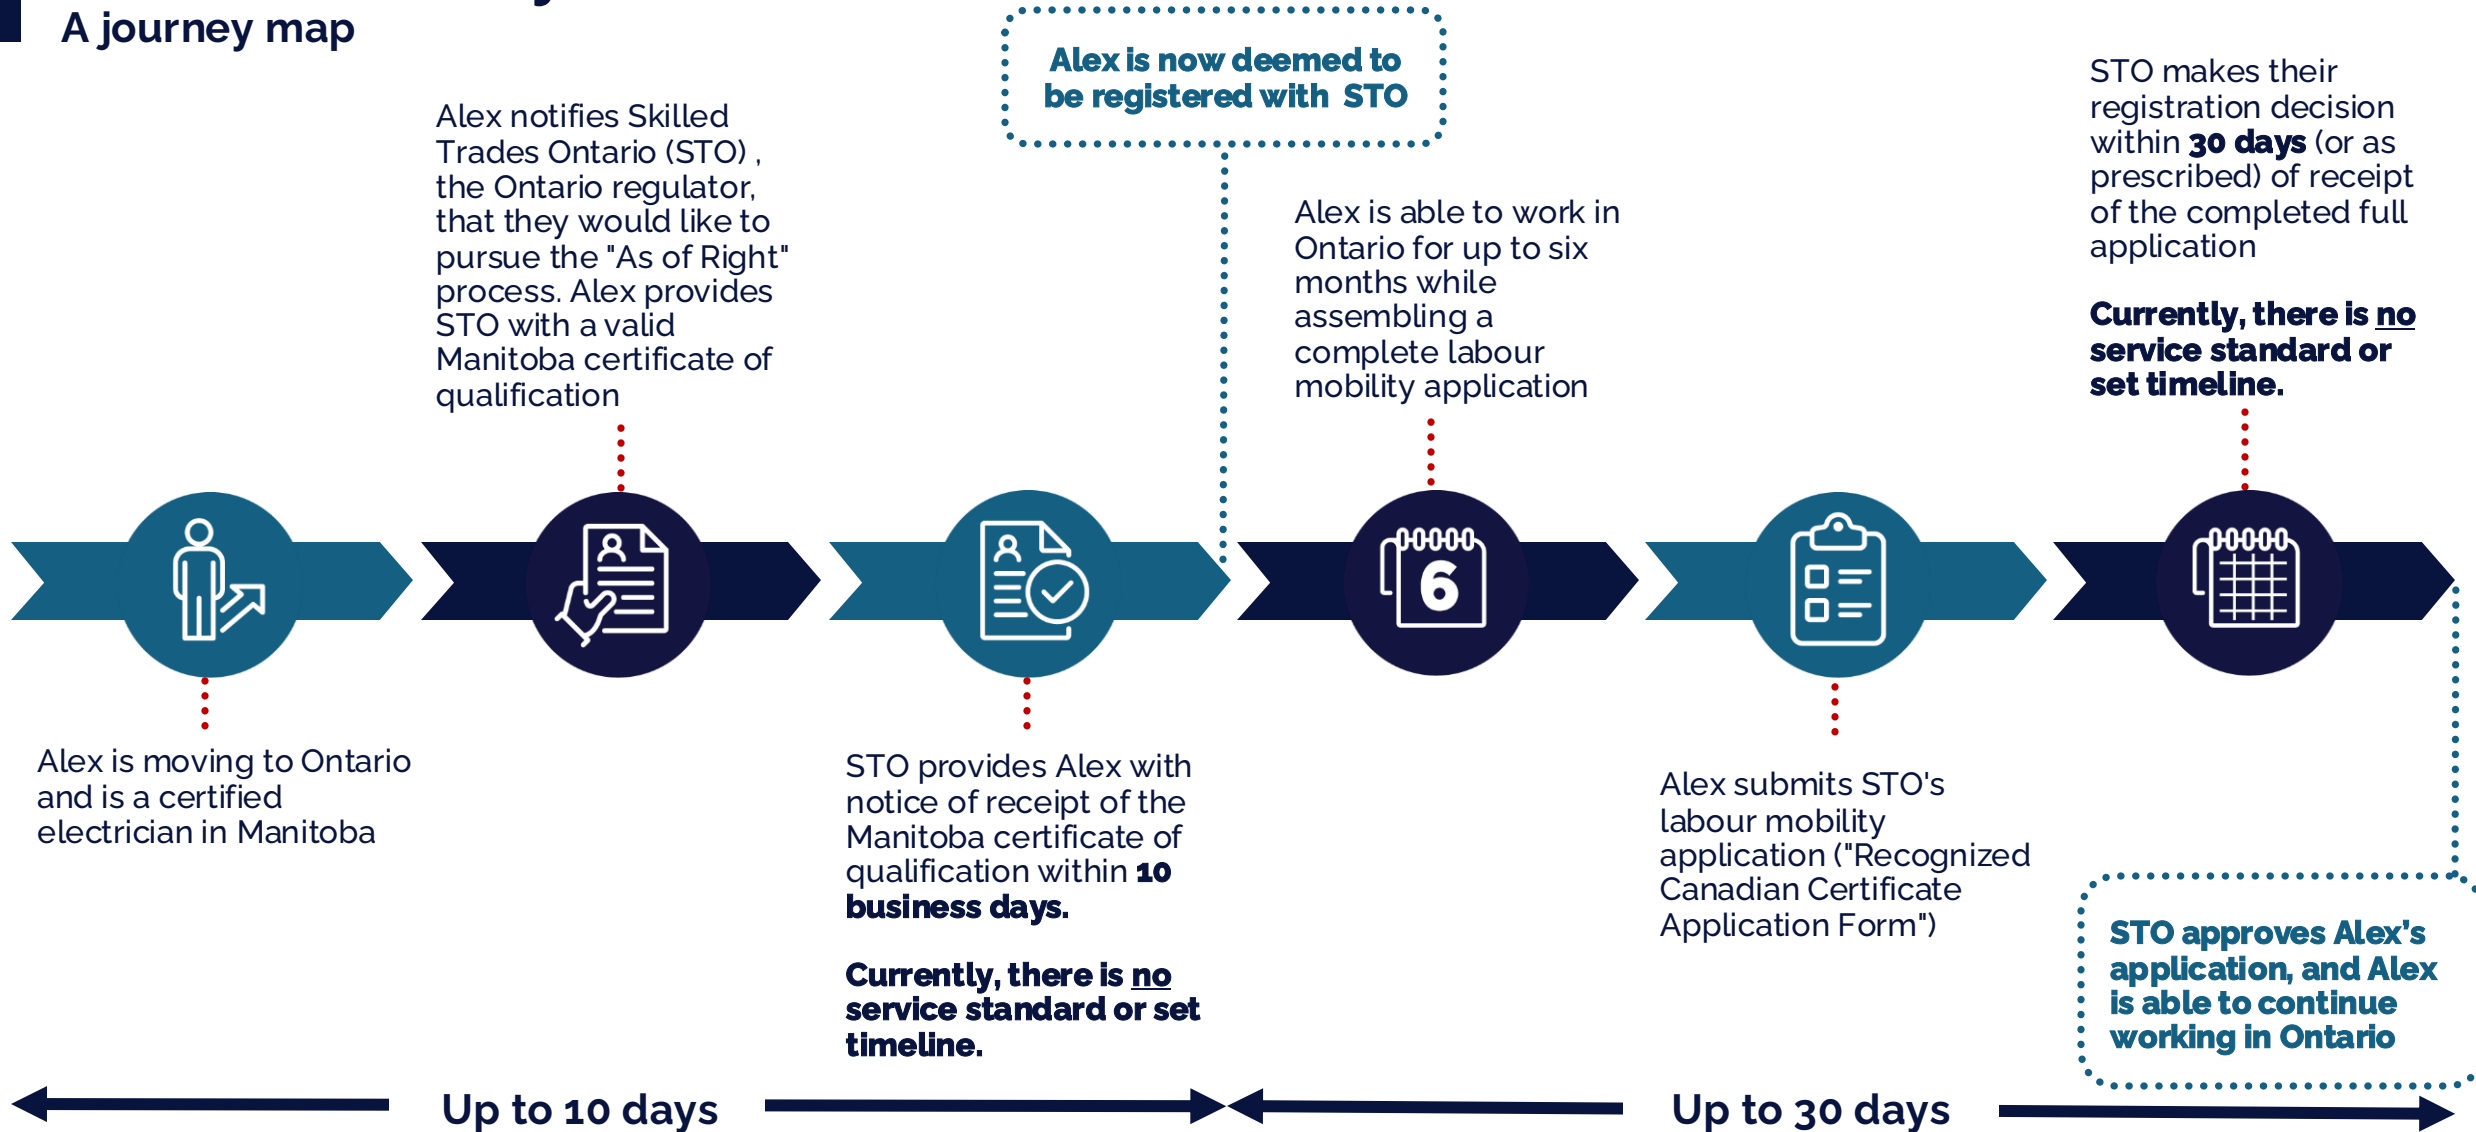 A journey map
Alex is now deemed to
be registered with STO
Alex notifies Skilled
Trades Ontario (STO) ,
the Ontario regulator,
that they would like to
pursue the "As of Right"
process. Alex provides
STO with a valid
Manitoba certificate of
qualification
Alex is able to work in
Ontario for up to six
months while
assembling a
complete labour
mobility application
STO makes their
registration decision
within 30 days (or as
prescribed) of receipt
of the completed full
application
Currently, there is no
service standard or
set timeline.
6
Alex is moving to Ontario
and is a certified
electrician in Manitoba
STO provides Alex with
notice of receipt of the
Manitoba certificate of
qualification within 10
business days.
Currently, there is no
service standard or set
timeline.
Alex submits STO's
labour mobility
application ("Recognized
Canadian Certificate
Application Form")
STO approves Alex's
application, and Alex
is able to continue
working in Ontario
Up to 10 days
Up to 30 days